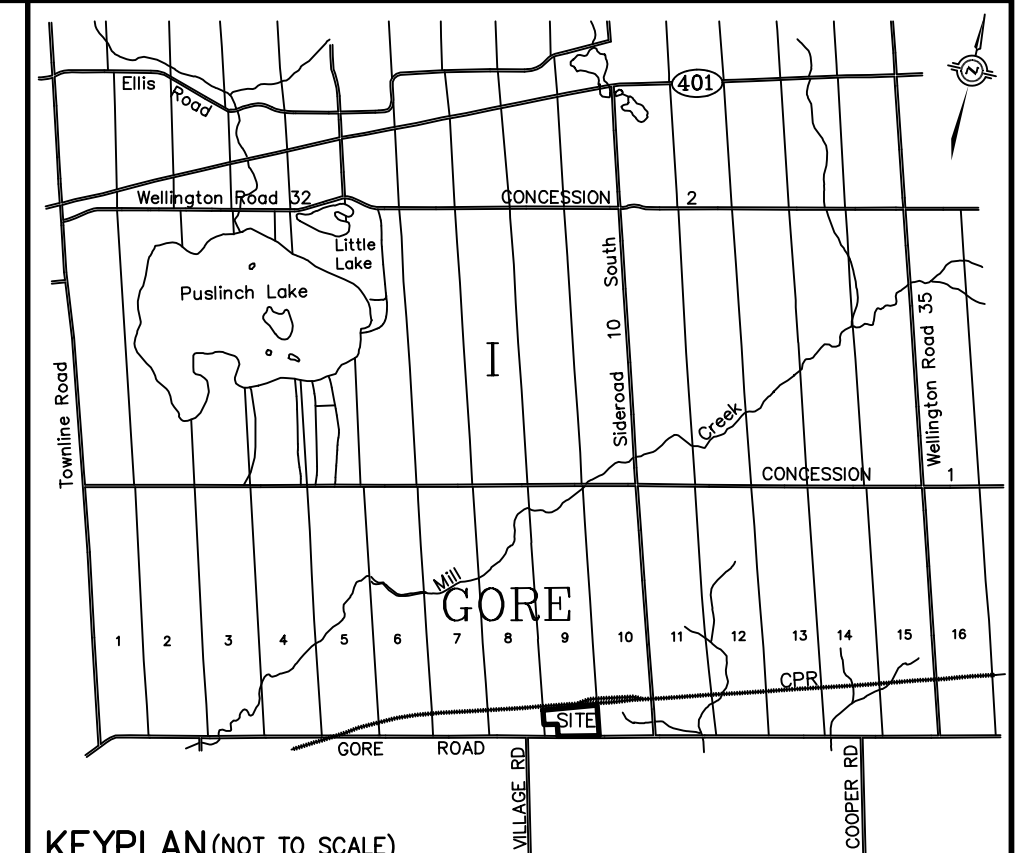 Ellis Road
401
N
Wellington Road 32
CONCESSION 2
Little
Lake
Puslinch Lake
Townline Road
I
Sideroad 10 South
Wellington Road 35
Creek
CONCESSION 1
Mill
GORE
1 2 3 4 5 6 7 8 9 10 11 12 13 14 15 16
CPR
SITE
GORE ROAD
VILLAGE RD
COOPER RD
KEYPLAN (NOT TO SCALE)